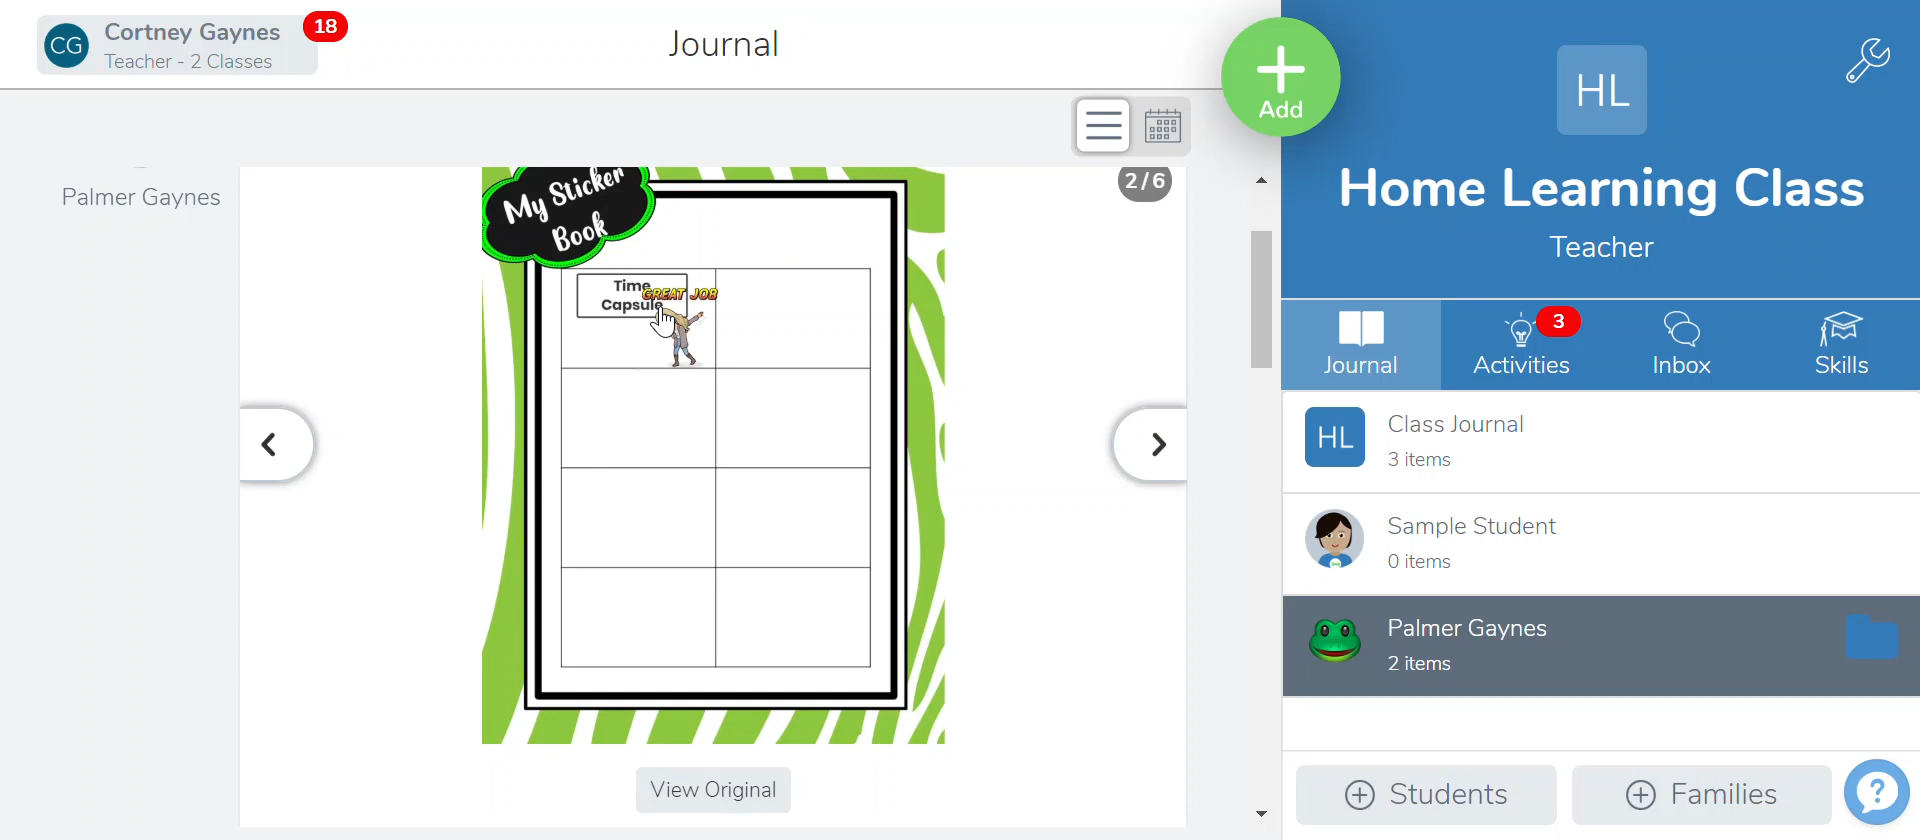 CG
Cortney Gaynes
Teacher - 2 Classes
18
Journal
Add
HL
Home Learning Class
Teacher
Journal
Activities
3
Inbox
Skills
Palmer Gaynes
2/6
My Sticker
Book
Time
Capsule
GREAT JOB
View Original
HL
Class Journal
3 items
Sample Student
0 items
Palmer Gaynes
2 items
Students
Families
?